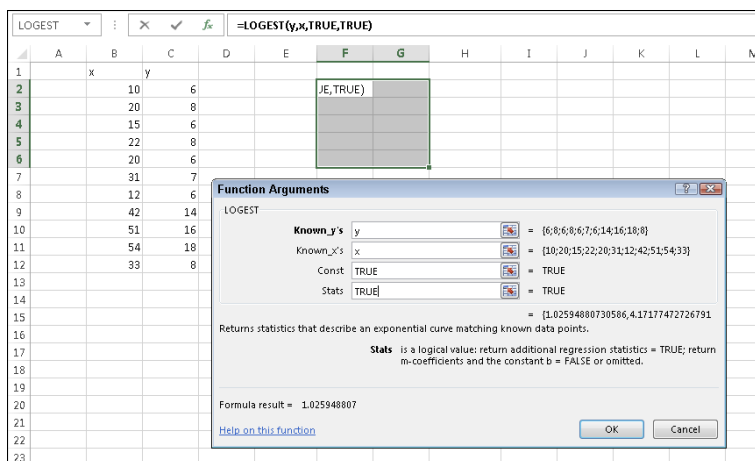 LOGEST =LOGEST(y,x,TRUE,TRUE)
A B C D E F G H I J K L M
1 x y
2 10 6 JE,TRUE)
3 20 8
4 15 6
5 22 8
6 20 6
7 31 7
8 12 6
9 42 14
10 51 16
11 54 18
12 33 8
13
14
15
16
17
18
19
20
21
22
23
Function Arguments
LOGEST
Known_y's y = {6;8;6;8;6;7;6;14;16;18;8}
Known_x's x = {10;20;15;22;20;31;12;42;51;54;33}
Const TRUE = TRUE
Stats TRUE = TRUE
= {1.02594880730586,4.17177472726791
Returns statistics that describe an exponential curve matching known data points.
Stats is a logical value: return additional regression statistics = TRUE; return
m-coefficients and the constant b = FALSE or omitted.
Formula result = 1.025948807
Help on this function
OK Cancel